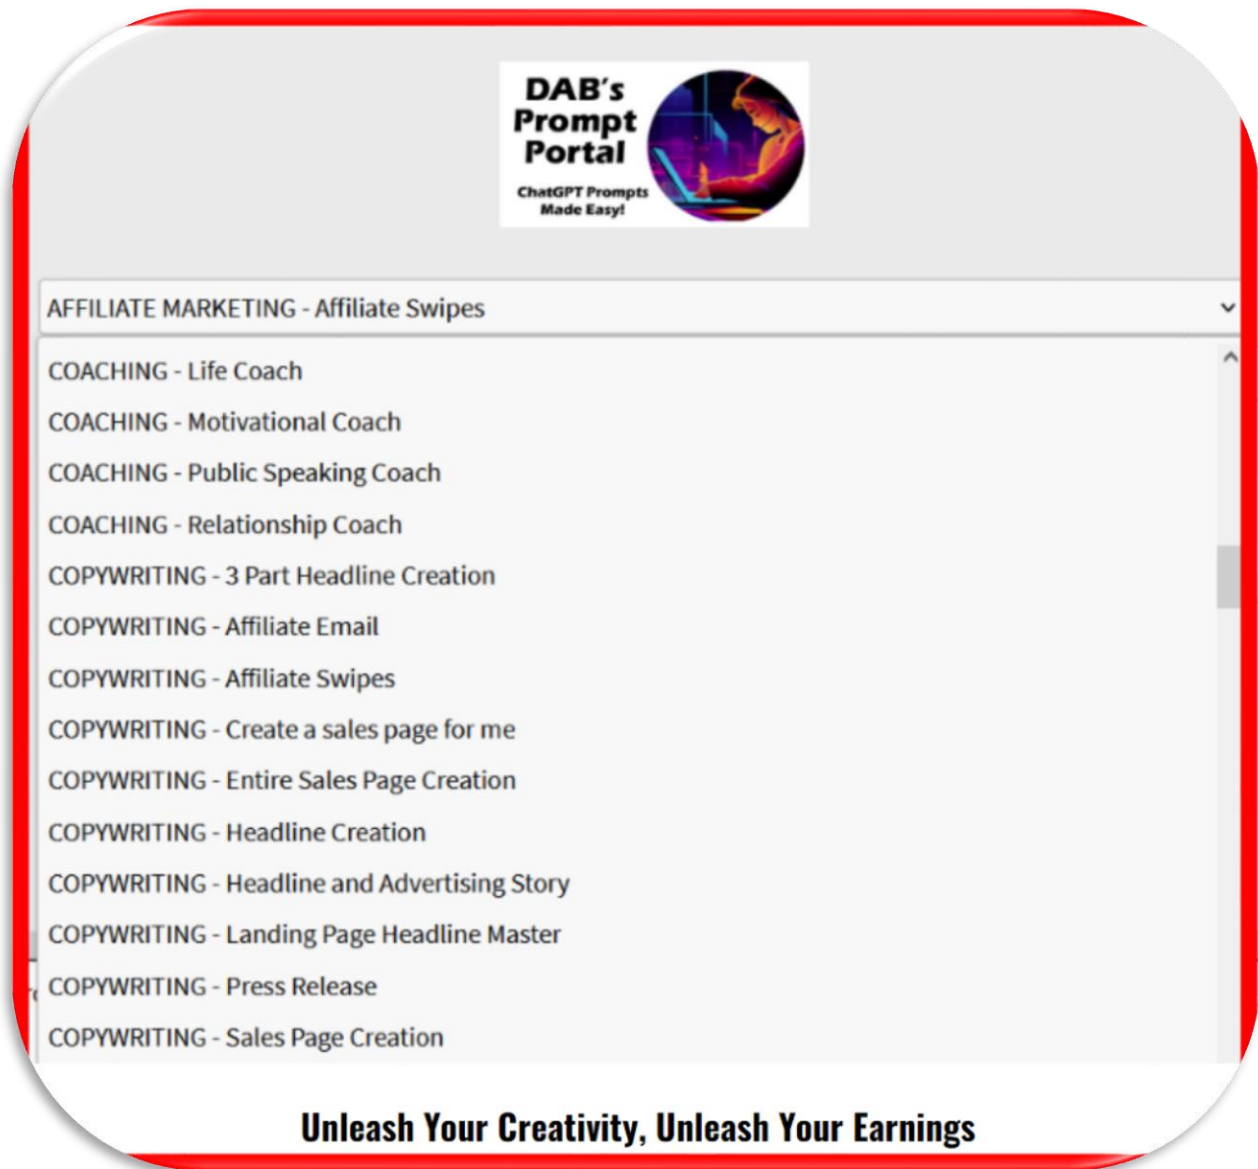 DAB's
Prompt
Portal
ChatGPT Prompts
Made Easy!
AFFILIATE MARKETING - Affiliate Swipes
COACHING - Life Coach
COACHING - Motivational Coach
COACHING - Public Speaking Coach
COACHING - Relationship Coach
COPYWRITING - 3 Part Headline Creation
COPYWRITING - Affiliate Email
COPYWRITING - Affiliate Swipes
COPYWRITING - Create a sales page for me
COPYWRITING - Entire Sales Page Creation
COPYWRITING - Headline Creation
COPYWRITING - Headline and Advertising Story
COPYWRITING - Landing Page Headline Master
COPYWRITING - Press Release
COPYWRITING - Sales Page Creation
Unleash Your Creativity, Unleash Your Earnings